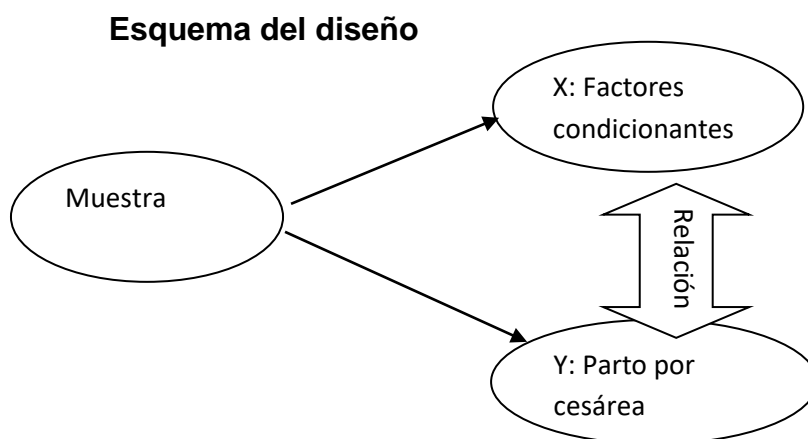 Esquema del diseño
X: Factores
condicionantes
Muestra
Relación
Y: Parto por
cesárea